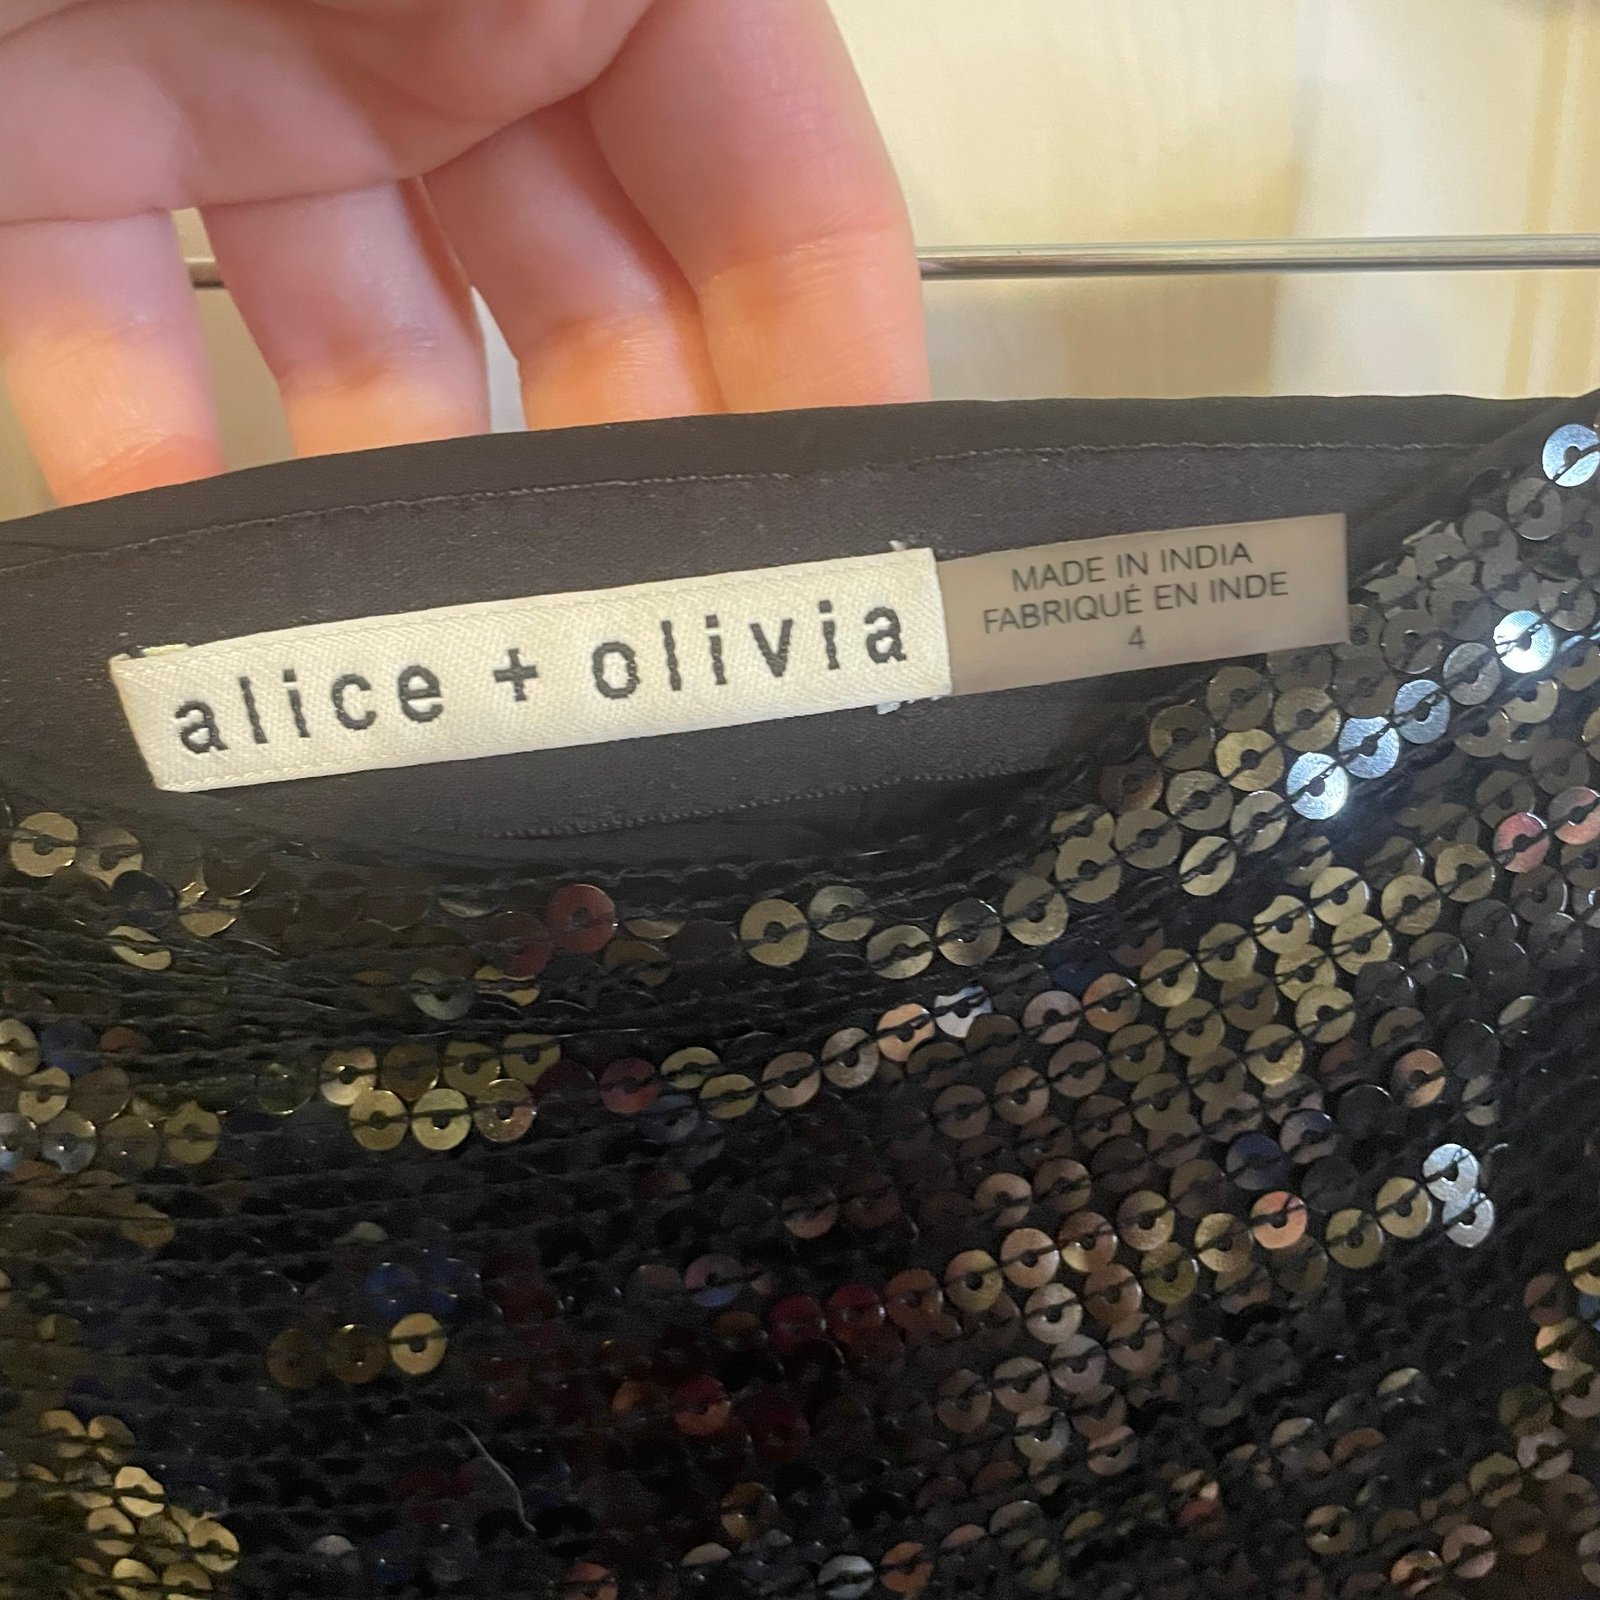 alice + olivia
MADE IN INDIA
FABRIQUÉ EN INDE
4